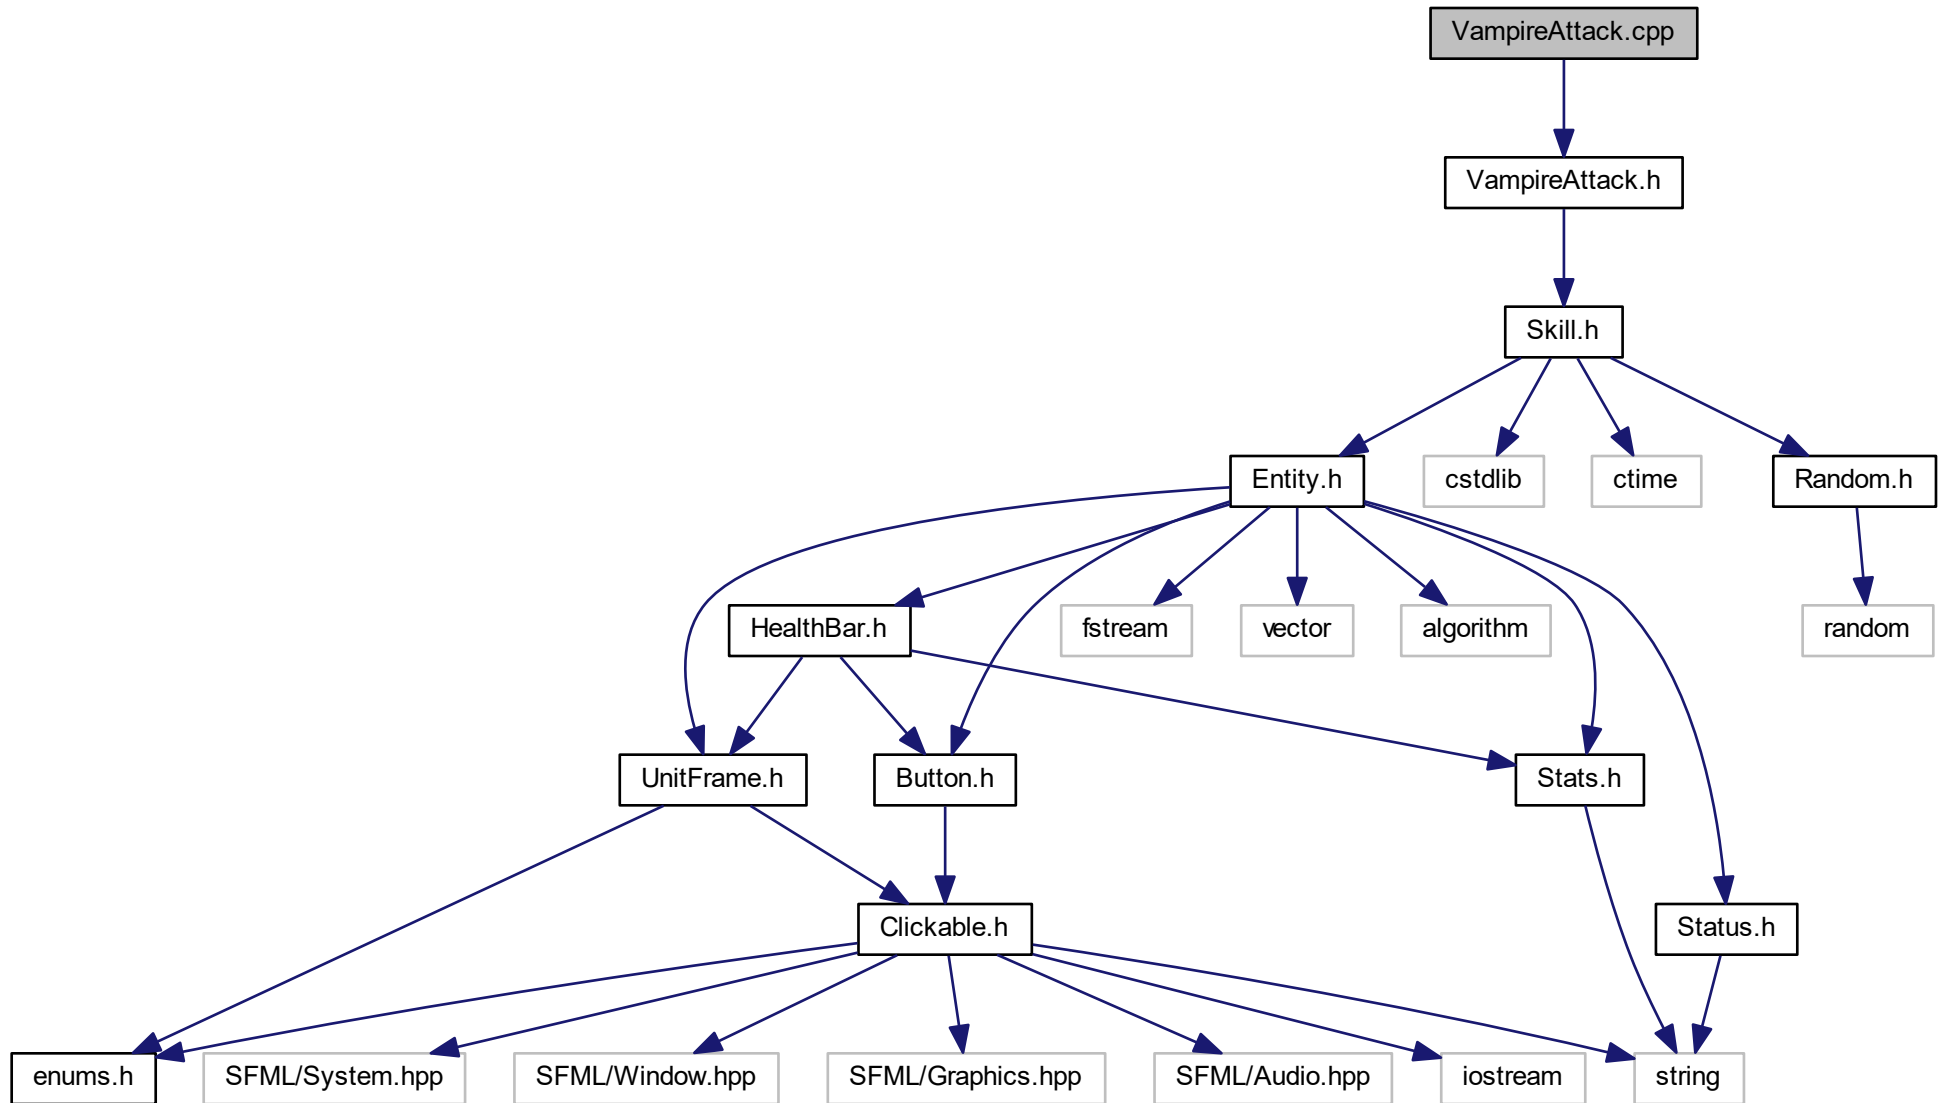 VampireAttack.cpp
VampireAttack.h
Skill.h
Entity.h
cstdlib
ctime
Random.h
HealthBar.h
fstream
vector
algorithm
random
UnitFrame.h
Button.h
Stats.h
Clickable.h
Status.h
enums.h
SFML/System.hpp
SFML/Window.hpp
SFML/Graphics.hpp
SFML/Audio.hpp
iostream
string